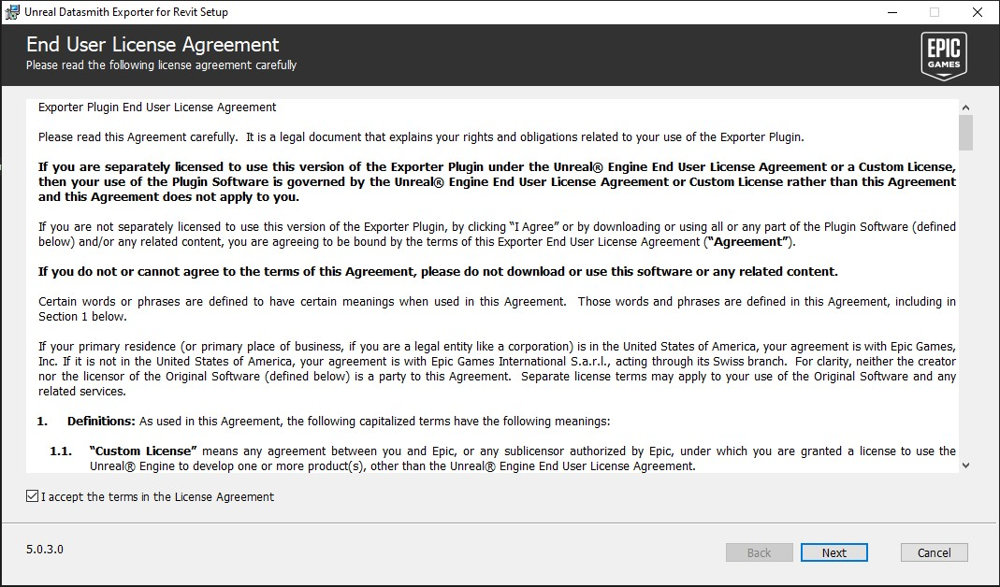 Unreal Datasmith Exporter for Revit Setup
End User License Agreement
Please read the following license agreement carefully
EPIC
GAMES
Exporter Plugin End User License Agreement
Please read this Agreement carefully.  It is a legal document that explains your rights and obligations related to your use of the Exporter Plugin.
If you are separately licensed to use this version of the Exporter Plugin under the Unreal® Engine End User License Agreement or a Custom License,
then your use of the Plugin Software is governed by the Unreal® Engine End User License Agreement or Custom License rather than this Agreement
and this Agreement does not apply to you.
If you are not separately licensed to use this version of the Exporter Plugin, by clicking “I Agree” or by downloading or using all or any part of the Plugin Software (defined
below) and/or any related content, you are agreeing to be bound by the terms of this Exporter End User License Agreement (“Agreement”).
If you do not or cannot agree to the terms of this Agreement, please do not download or use this software or any related content.
Certain words or phrases are defined to have certain meanings when used in this Agreement.  Those words and phrases are defined in this Agreement, including in
Section 1 below.
If your primary residence (or primary place of business, if you are a legal entity like a corporation) is in the United States of America, your agreement is with Epic Games,
Inc. If it is not in the United States of America, your agreement is with Epic Games International S.a.r.l., acting through its Swiss branch.  For clarity, neither the creator
nor the licensor of the Original Software (defined below) is a party to this Agreement.  Separate license terms may apply to your use of the Original Software and any
related services.
1. Definitions: As used in this Agreement, the following capitalized terms have the following meanings:
1.1. “Custom License” means any agreement between you and Epic, or any sublicensor authorized by Epic, under which you are granted a license to use the
Unreal® Engine to develop one or more product(s), other than the Unreal® Engine End User License Agreement.
I accept the terms in the License Agreement
5.0.3.0
Back
Next
Cancel